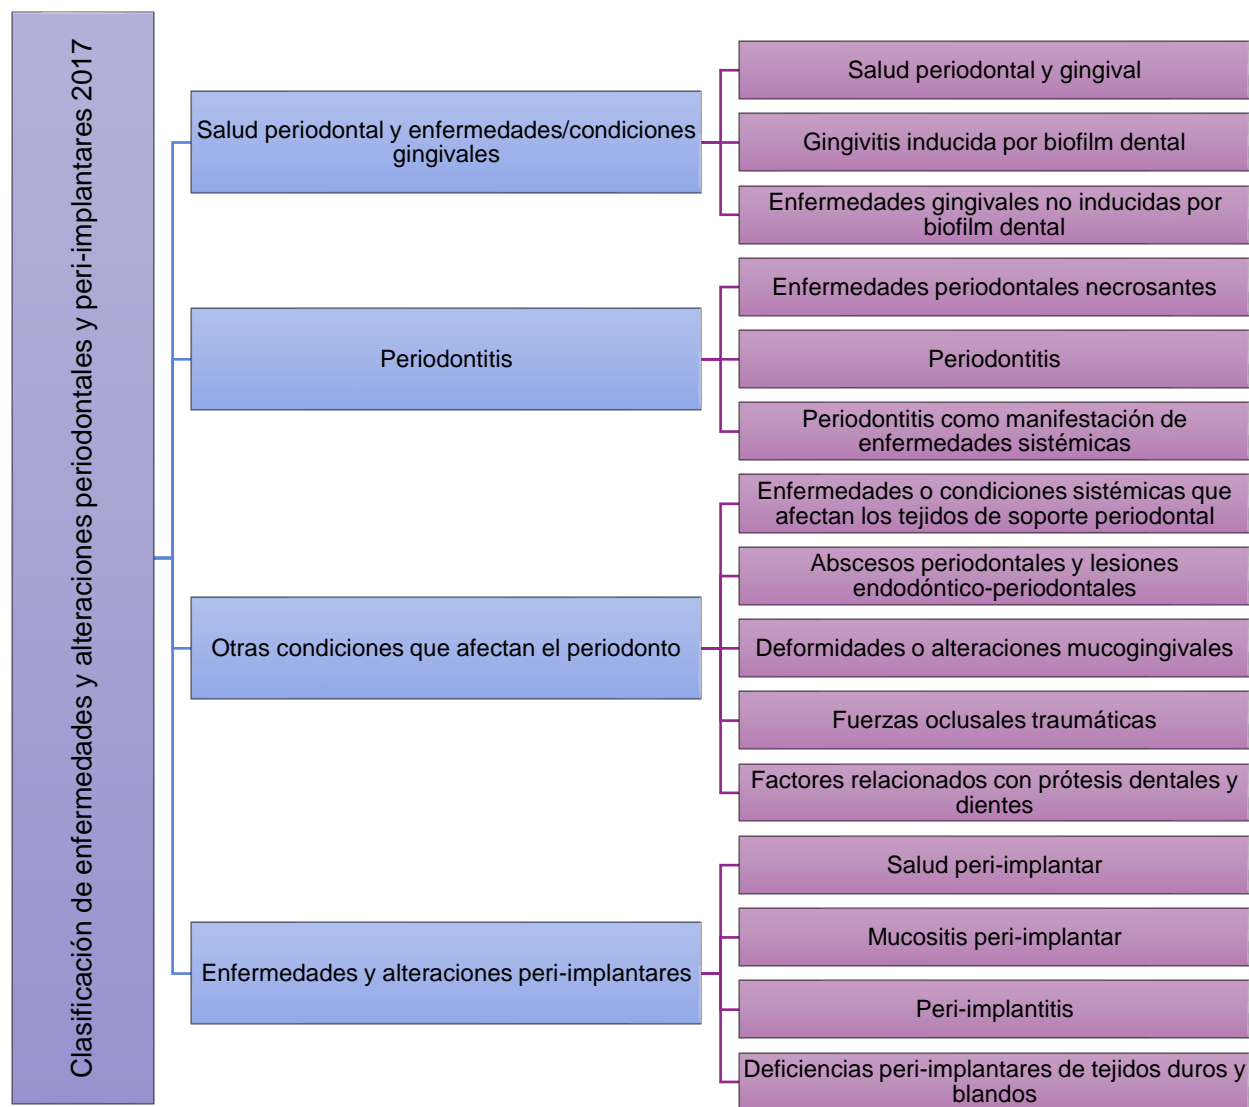 Clasificación de enfermedades y alteraciones periodontales y peri-implantares 2017
Salud periodontal y enfermedades/condiciones
gingivales
Salud periodontal y gingival
Gingivitis inducida por biofilm dental
Enfermedades gingivales no inducidas por
biofilm dental
Periodontitis
Enfermedades periodontales necrosantes
Periodontitis
Periodontitis como manifestación de
enfermedades sistémicas
Otras condiciones que afectan el periodonto
Enfermedades o condiciones sistémicas que
afectan los tejidos de soporte periodontal
Abscesos periodontales y lesiones
endodóntico-periodontales
Deformidades o alteraciones mucogingivales
Fuerzas oclusales traumáticas
Factores relacionados con prótesis dentales y
dientes
Enfermedades y alteraciones peri-implantares
Salud peri-implantar
Mucositis peri-implantar
Peri-implantitis
Deficiencias peri-implantares de tejidos duros y
blandos